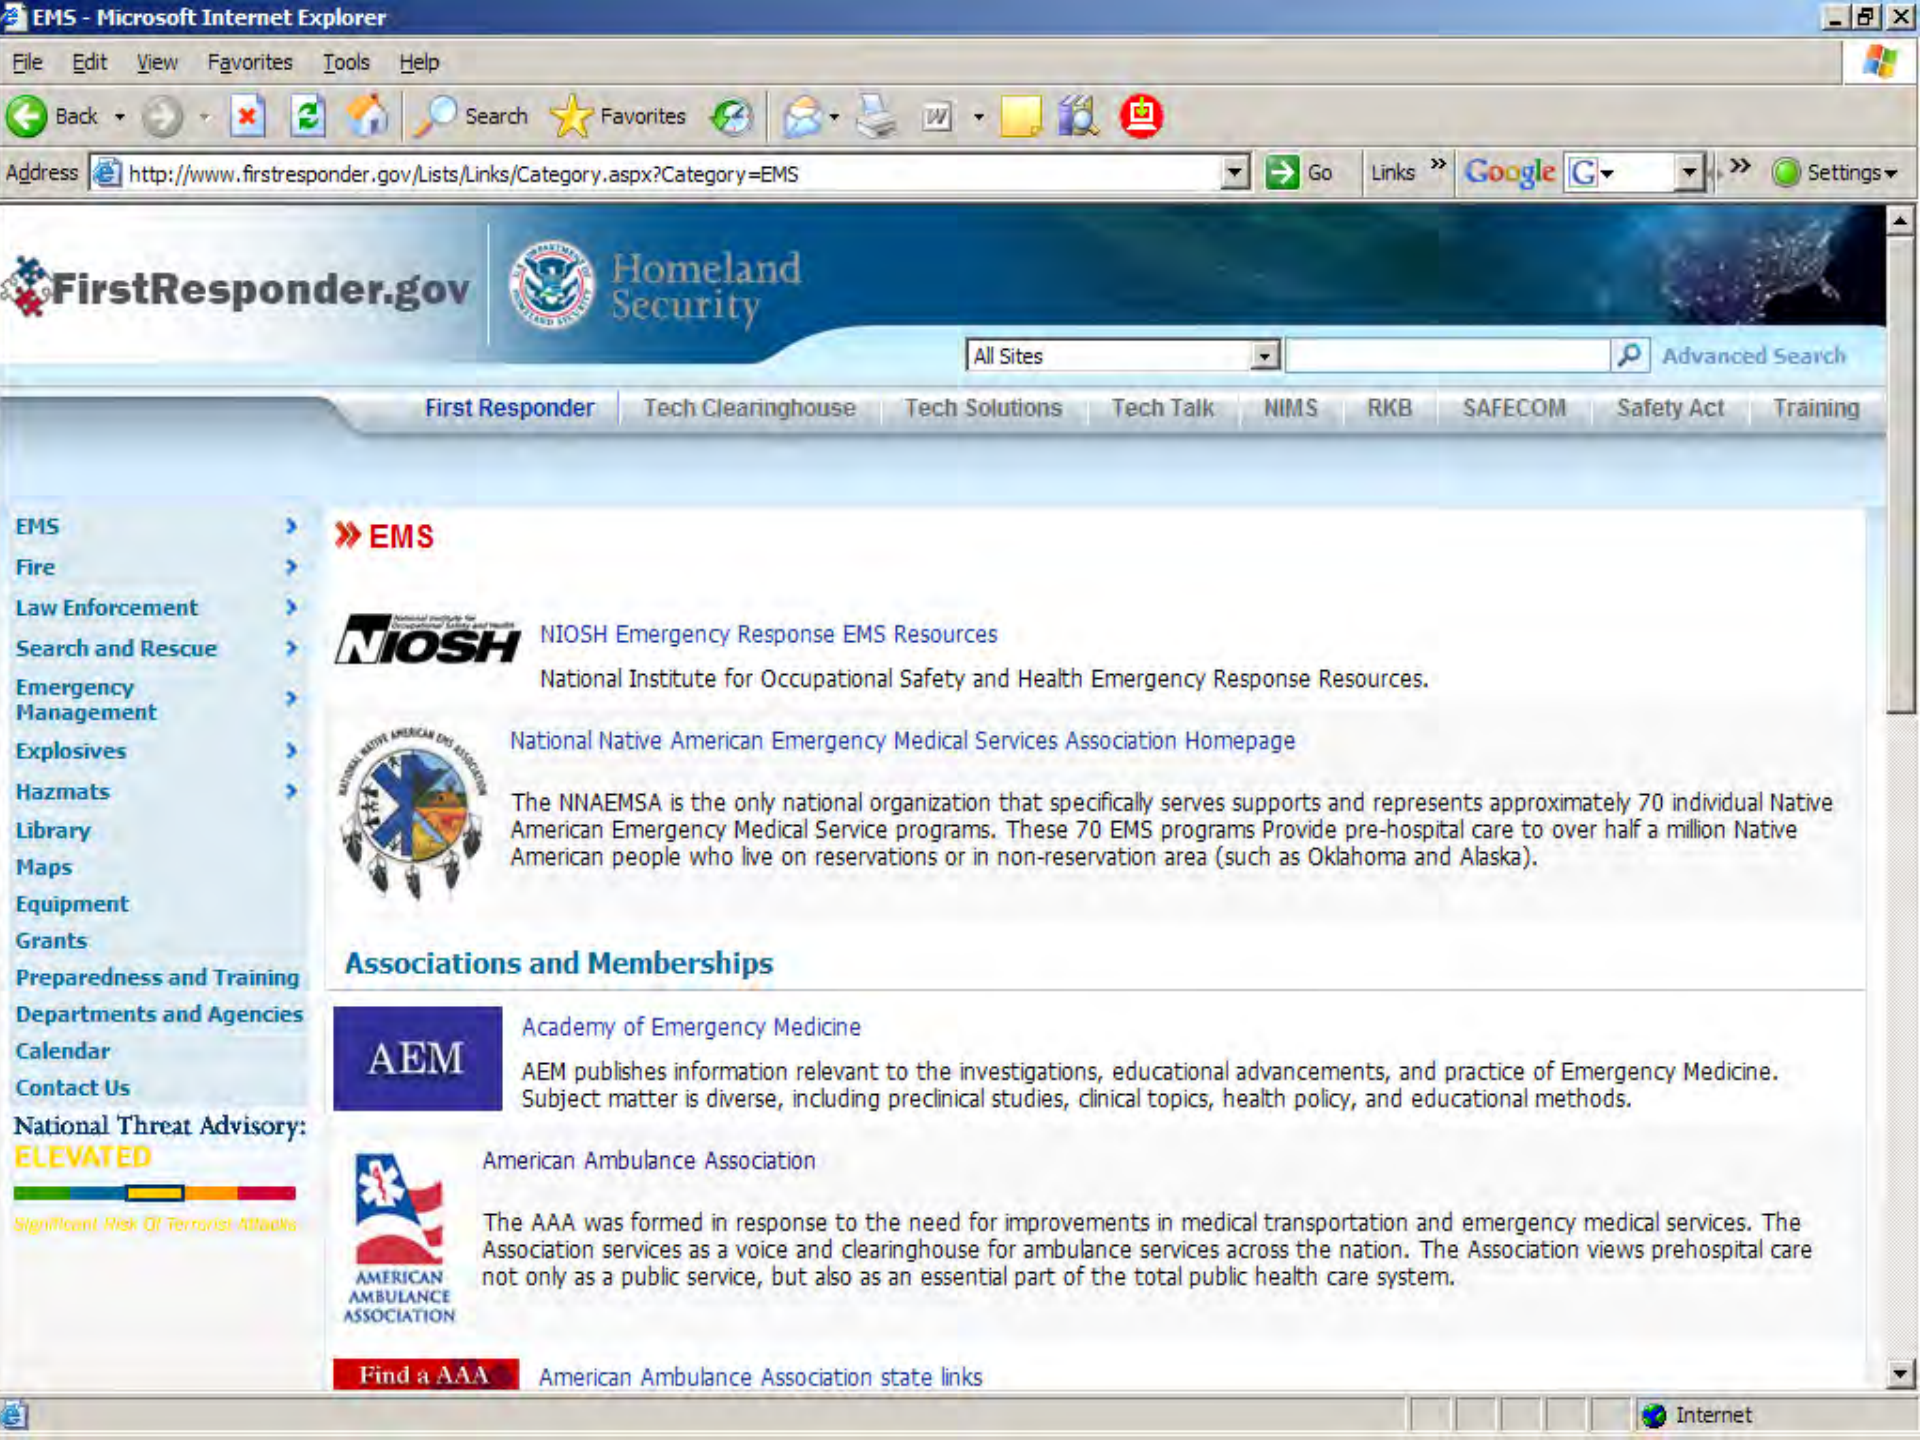 EMS - Microsoft Internet Explorer
File Edit View Favorites Tools Help
Back Search Favorites
Address http://www.firstresponder.gov/Lists/Links/Category.aspx?Category=EMS Go Links » Google G » Settings
FirstResponder.gov
Homeland
Security
All Sites Advanced Search
First Responder Tech Clearinghouse Tech Solutions Tech Talk NIMS RKB SAFECOM Safety Act Training
EMS
Fire
Law Enforcement
Search and Rescue
Emergency
Management
Explosives
Hazmats
Library
Maps
Equipment
Grants
Preparedness and Training
Departments and Agencies
Calendar
Contact Us
National Threat Advisory:
ELEVATED
Significant Risk Of Terrorist Attacks
» EMS
National Institute for
Occupational Safety and Health
NIOSH
NIOSH Emergency Response EMS Resources
National Institute for Occupational Safety and Health Emergency Response Resources.
NATIONAL NATIVE AMERICAN EMS ASSOCIATION
National Native American Emergency Medical Services Association Homepage
The NNAEMSA is the only national organization that specifically serves supports and represents approximately 70 individual Native
American Emergency Medical Service programs. These 70 EMS programs Provide pre-hospital care to over half a million Native
American people who live on reservations or in non-reservation area (such as Oklahoma and Alaska).
Associations and Memberships
AEM
Academy of Emergency Medicine
AEM publishes information relevant to the investigations, educational advancements, and practice of Emergency Medicine.
Subject matter is diverse, including preclinical studies, clinical topics, health policy, and educational methods.
AMERICAN
AMBULANCE
ASSOCIATION
American Ambulance Association
The AAA was formed in response to the need for improvements in medical transportation and emergency medical services. The
Association services as a voice and clearinghouse for ambulance services across the nation. The Association views prehospital care
not only as a public service, but also as an essential part of the total public health care system.
Find a AAA
American Ambulance Association state links
Internet